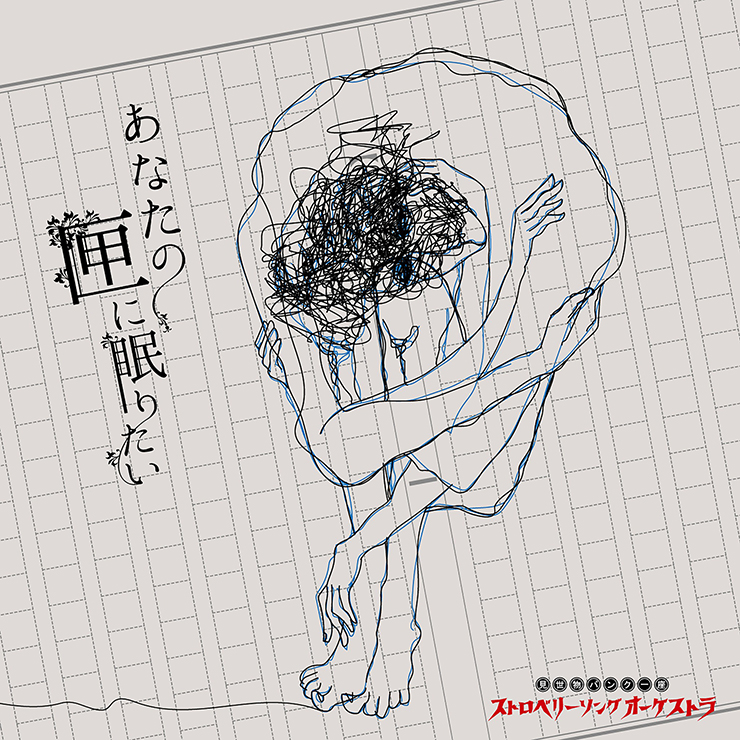 あなたの
匣に眠りたい
見世物パンク一座
ストロベリーソングオーケストラ